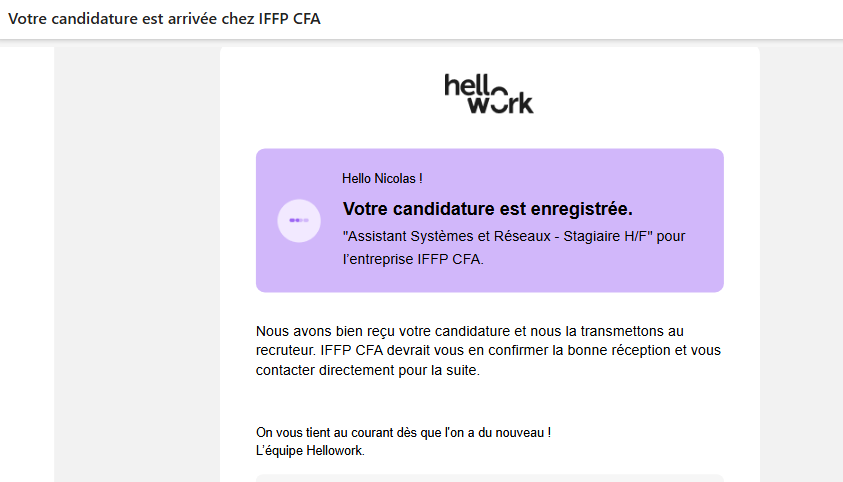 Votre candidature est arrivée chez IFFP CFA
hello
work
Hello Nicolas !
Votre candidature est enregistrée.
"Assistant Systèmes et Réseaux - Stagiaire H/F" pour
l’entreprise IFFP CFA.
Nous avons bien reçu votre candidature et nous la transmettons au
recruteur. IFFP CFA devrait vous en confirmer la bonne réception et vous
contacter directement pour la suite.
On vous tient au courant dès que l'on a du nouveau !
L’équipe Hellowork.